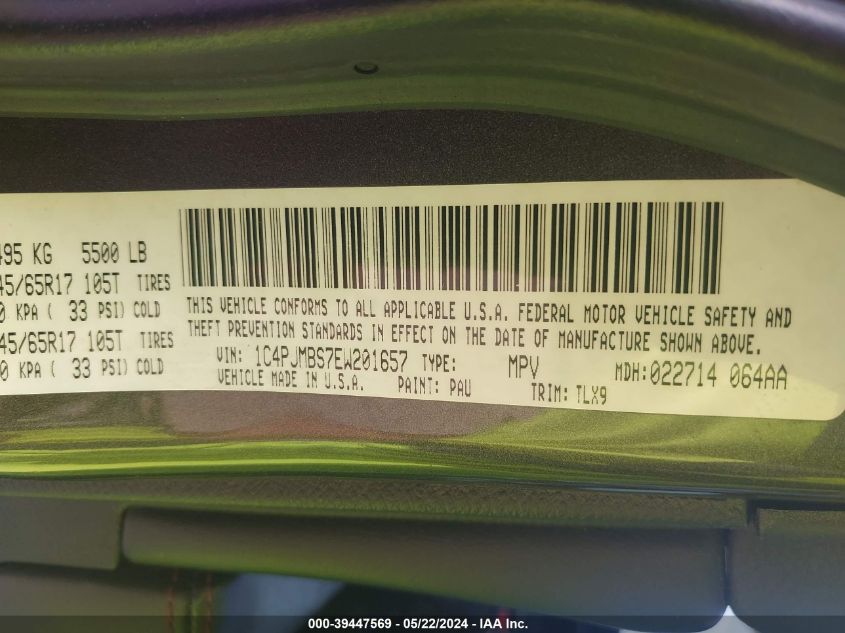 495 KG 5500 LB
45/65R17 105T TIRES
0 KPA ( 33 PSI) COLD
45/65R17 105T TIRES
0 KPA ( 33 PSI) COLD
THIS VEHICLE CONFORMS TO ALL APPLICABLE U.S.A. FEDERAL MOTOR VEHICLE SAFETY AND
THEFT PREVENTION STANDARDS IN EFFECT ON THE DATE OF MANUFACTURE SHOWN ABOVE.
VIN: 1C4PJMBS7EW201657 TYPE: MPV MDH:022714 064AA
VEHICLE MADE IN U.S.A. PAINT: PAU TRIM: TLX9
000-39447569 - 05/22/2024 - IAA Inc.